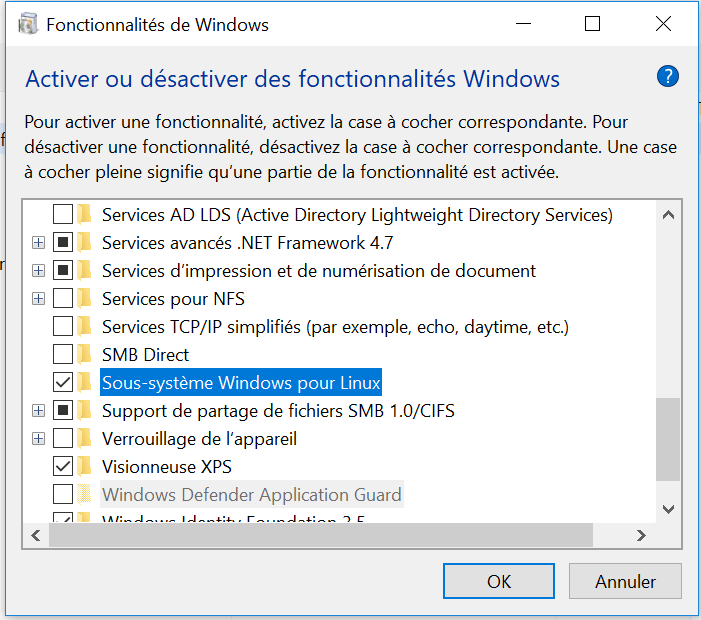 Fonctionnalités de Windows
Activer ou désactiver des fonctionnalités Windows
?
Pour activer une fonctionnalité, activez la case à cocher correspondante. Pour
désactiver une fonctionnalité, désactivez la case à cocher correspondante. Une case
à cocher pleine signifie qu’une partie de la fonctionnalité est activée.
Services AD LDS (Active Directory Lightweight Directory Services)
Services avancés .NET Framework 4.7
Services d’impression et de numérisation de document
Services pour NFS
Services TCP/IP simplifiés (par exemple, echo, daytime, etc.)
SMB Direct
Sous-système Windows pour Linux
Support de partage de fichiers SMB 1.0/CIFS
Verrouillage de l’appareil
Visionneuse XPS
Windows Defender Application Guard
Windows Identity Foundation 3.5
OK
Annuler